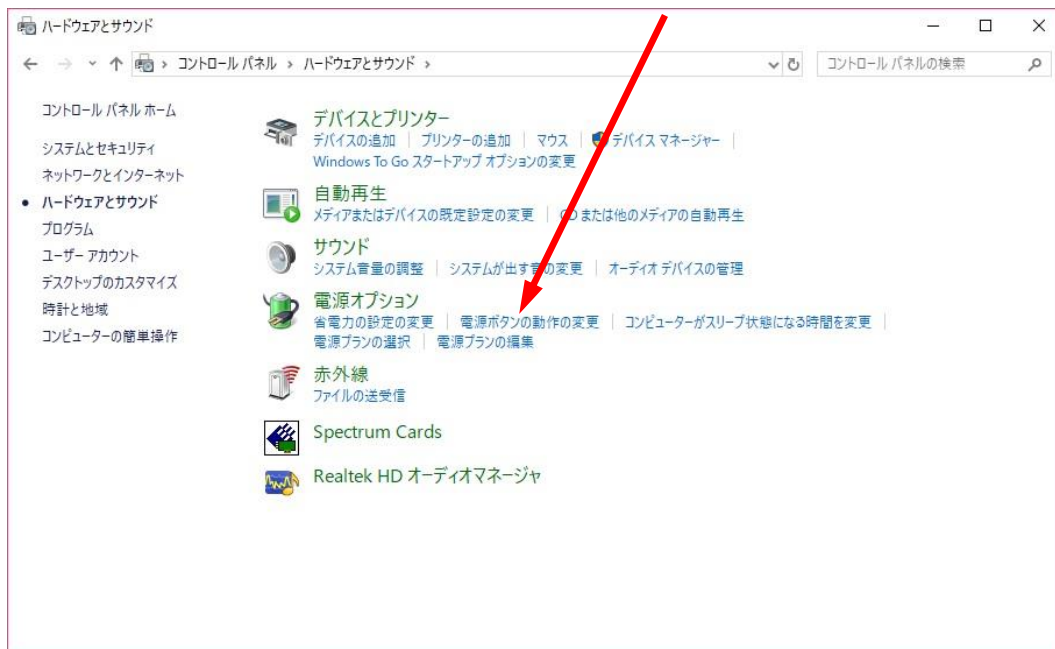 ハードウェアとサウンド
コントロール パネル › ハードウェアとサウンド ›
コントロール パネルの検索
コントロール パネル ホーム
システムとセキュリティ
ネットワークとインターネット
ハードウェアとサウンド
プログラム
ユーザー アカウント
デスクトップのカスタマイズ
時計と地域
コンピューターの簡単操作
デバイスとプリンター
デバイスの追加 | プリンターの追加 | マウス | デバイス マネージャー |
Windows To Go スタートアップ オプションの変更
自動再生
メディアまたはデバイスの既定設定の変更 | CD または他のメディアの自動再生
サウンド
システム音量の調整 | システムが出す音の変更 | オーディオ デバイスの管理
電源オプション
省電力の設定の変更 | 電源ボタンの動作の変更 | コンピューターがスリープ状態になる時間を変更 |
電源プランの選択 | 電源プランの編集
赤外線
ファイルの送受信
Spectrum Cards
Realtek HD オーディオマネージャ